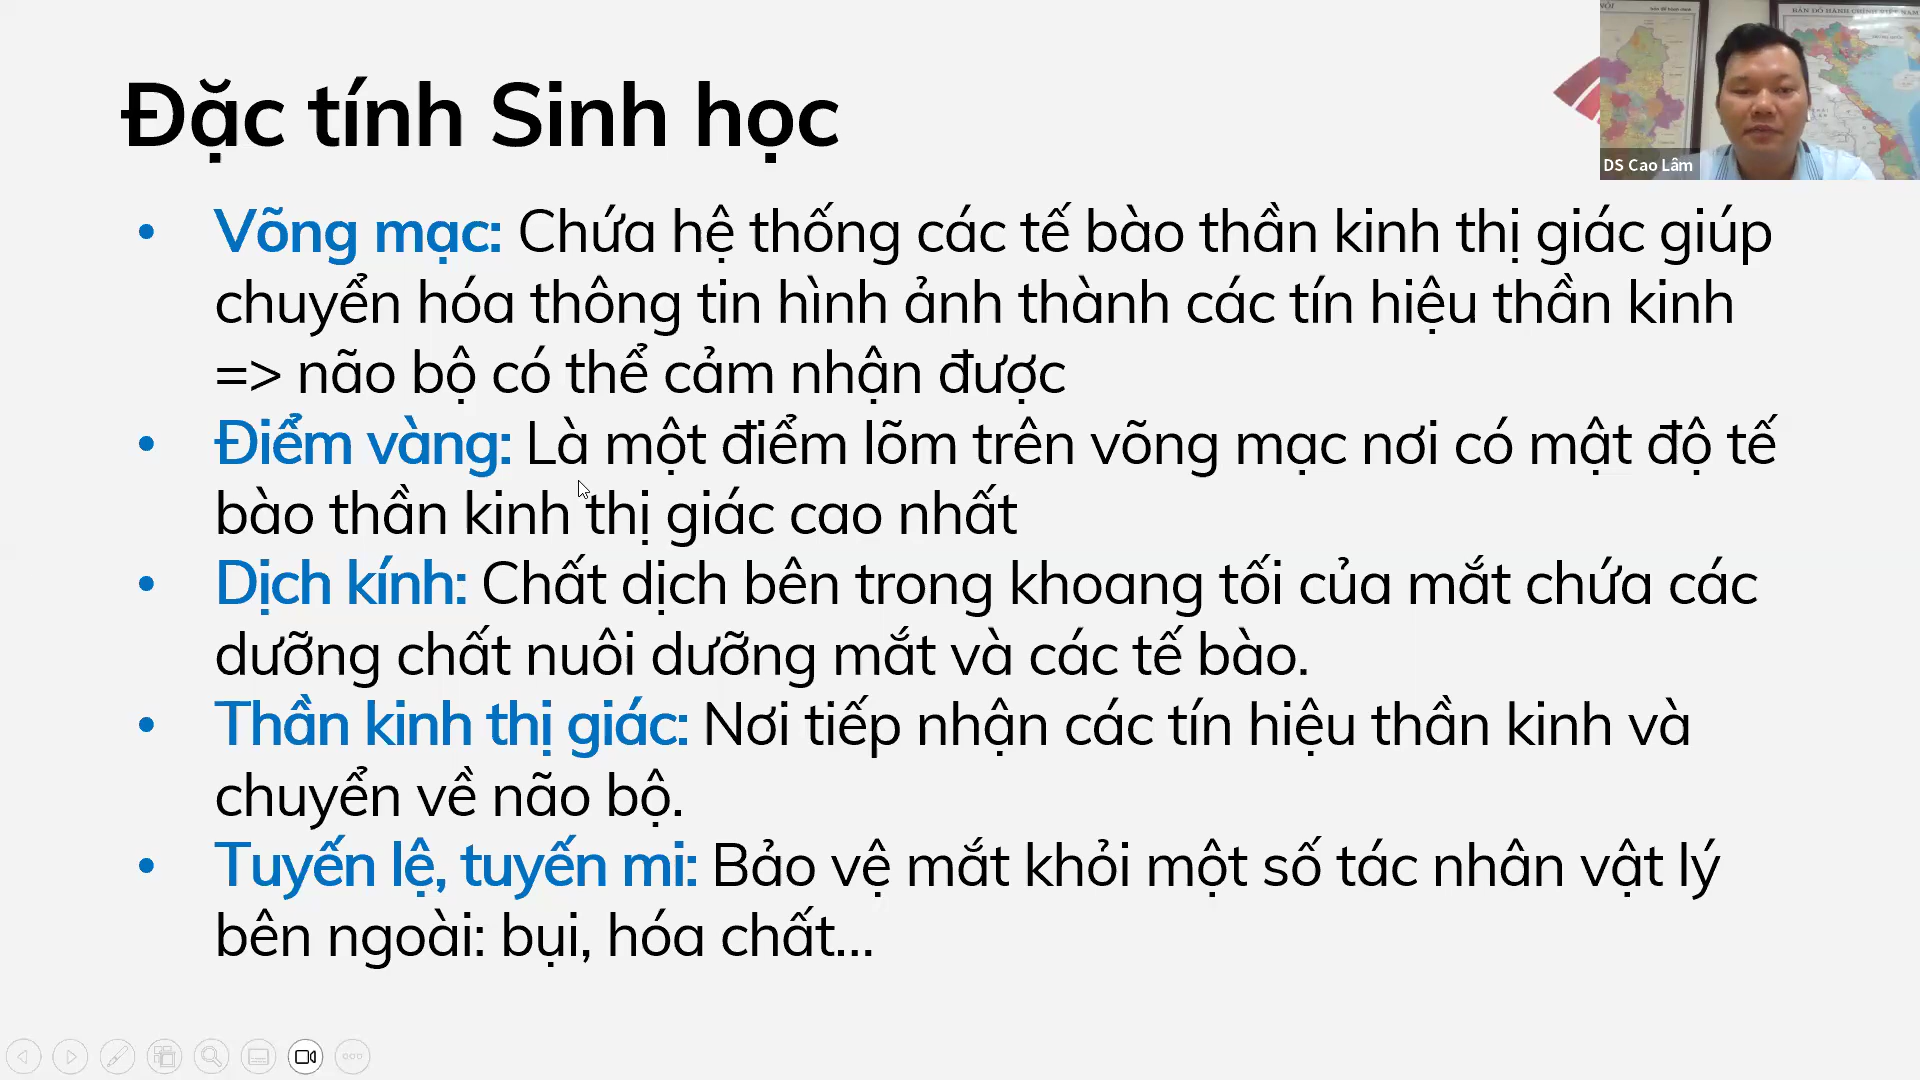 Đặc tính Sinh học
BẢN ĐỒ HÀNH CHÍNH VIỆT NAM
DS Cao Lâm
• Võng mạc: Chứa hệ thống các tế bào thần kinh thị giác giúp
chuyển hóa thông tin hình ảnh thành các tín hiệu thần kinh
=> não bộ có thể cảm nhận được
• Điểm vàng: Là một điểm lõm trên võng mạc nơi có mật độ tế
bào thần kinh thị giác cao nhất
• Dịch kính: Chất dịch bên trong khoang tối của mắt chứa các
dưỡng chất nuôi dưỡng mắt và các tế bào.
• Thần kinh thị giác: Nơi tiếp nhận các tín hiệu thần kinh và
chuyển về não bộ.
• Tuyến lệ, tuyến mi: Bảo vệ mắt khỏi một số tác nhân vật lý
bên ngoài: bụi, hóa chất...